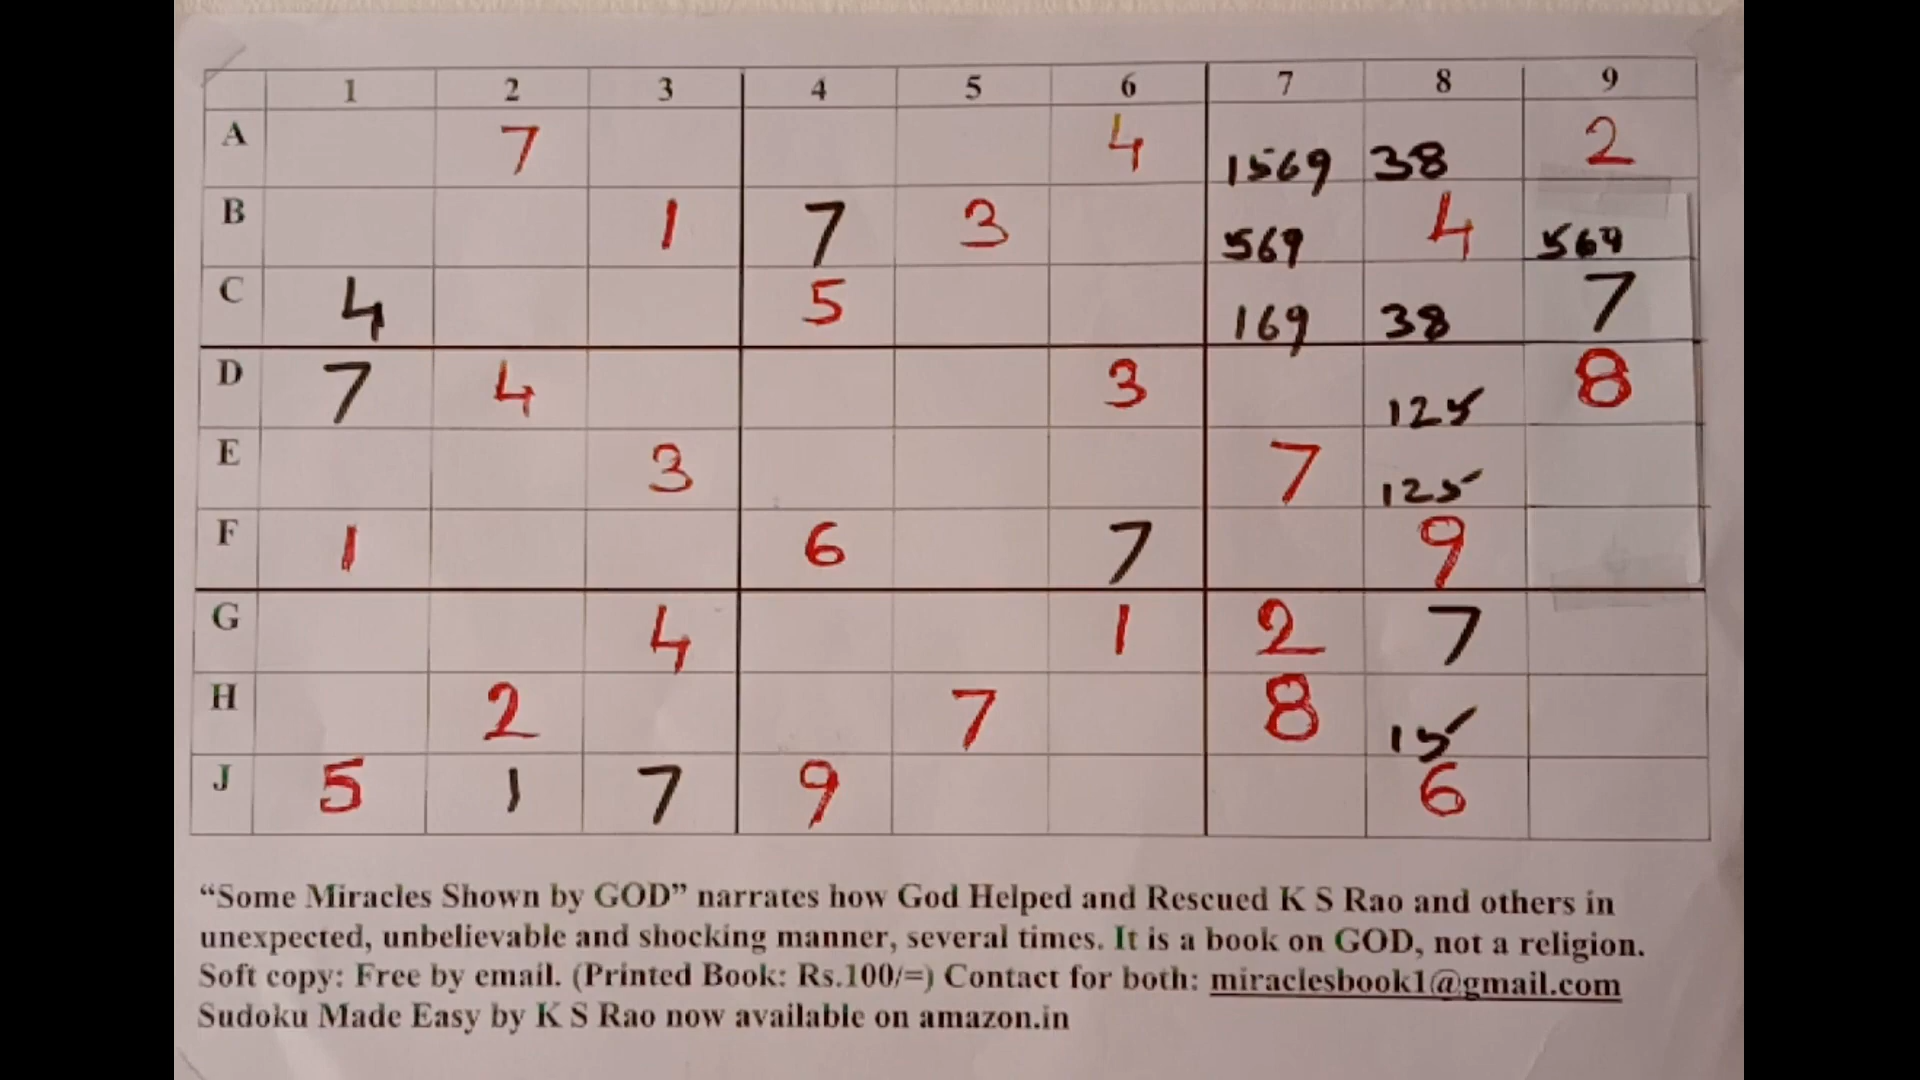 1 2 3 4 5 6 7 8 9
A 7 4 1569 38 2
B 1 7 3 569 4 569
C 4 5 169 38 7
D 7 4 3 125 8
E 3 7 125
F 1 6 7 9
G 4 1 2 7
H 2 7 8 15
J 5 1 7 9 6
“Some Miracles Shown by GOD” narrates how God Helped and Rescued K S Rao and others in
unexpected, unbelievable and shocking manner, several times. It is a book on GOD, not a religion.
Soft copy: Free by email. (Printed Book: Rs.100/=) Contact for both: miraclesbook1@gmail.com
Sudoku Made Easy by K S Rao now available on amazon.in